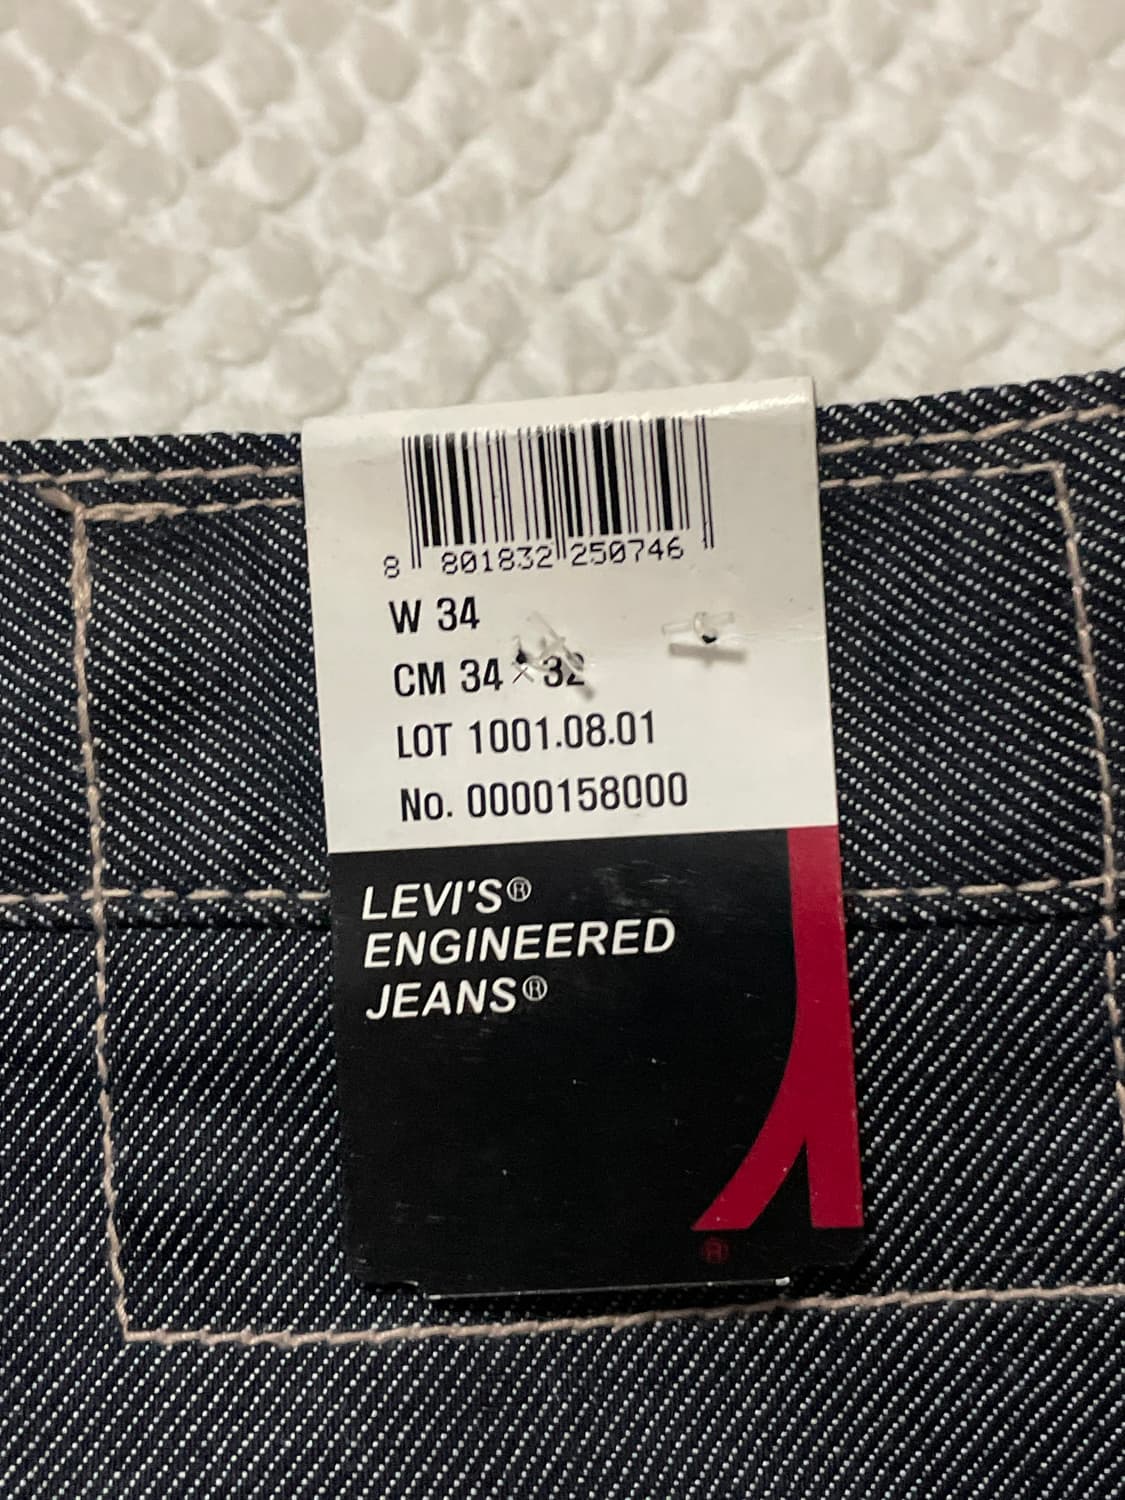 8 801832 250746
W 34
CM 34 × 32
LOT 1001.08.01
No. 0000158000
LEVI'S®
ENGINEERED
JEANS®
®